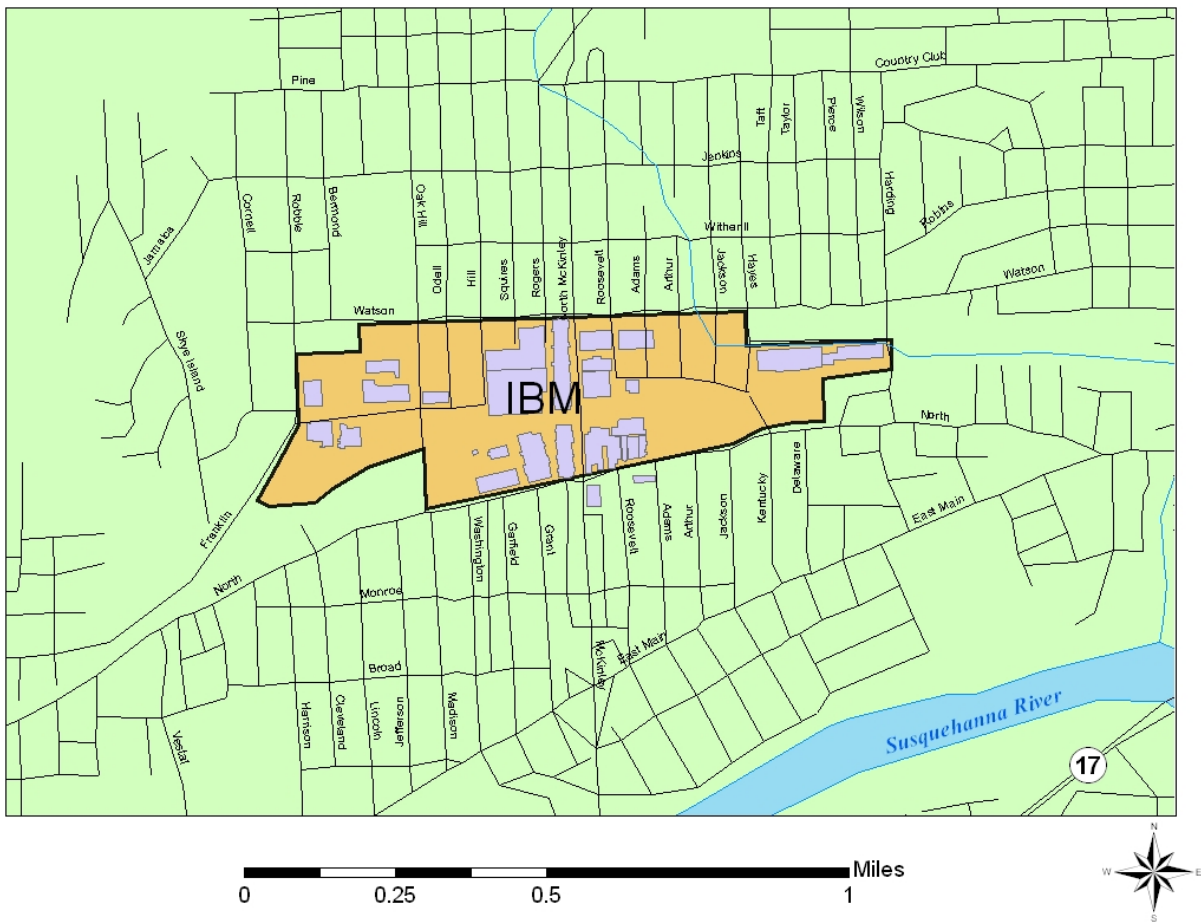 Country Club
Pine
Taft
Taylor
Pierce
Wilson
Jenkins
Cornell
Robble
Bermond
Oak Hill
Harding
Robins
Jamaica
Witherill
Odell
Hill
Squires
Rogers
North McKinley
Roosevelt
Adams
Arthur
Jackson
Hayes
Watson
Watson
Skye Island
IBM
North
Franklin
Kentucky
Delaware
East Main
Washington
Garfield
Grant
Roosevelt
Adams
Arthur
Jackson
North
Monroe
East Main
McKinley
Broad
Harrison
Cleveland
Lincoln
Jefferson
Madison
Vestal
Susquehanna River
17
N
W
E
S
Miles
0
0.25
0.5
1